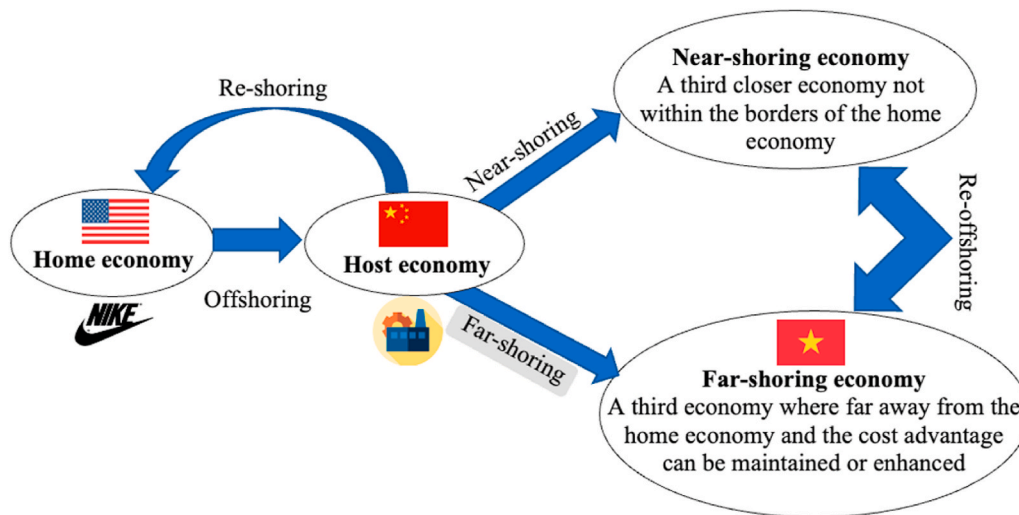 Near-shoring economy
A third closer economy not
within the borders of the home
economy
Re-shoring
Near-shoring
Re-offshoring
Home economy
Host economy
Offshoring
NIKE
Far-shoring
Far-shoring economy
A third economy where far away from the
home economy and the cost advantage
can be maintained or enhanced